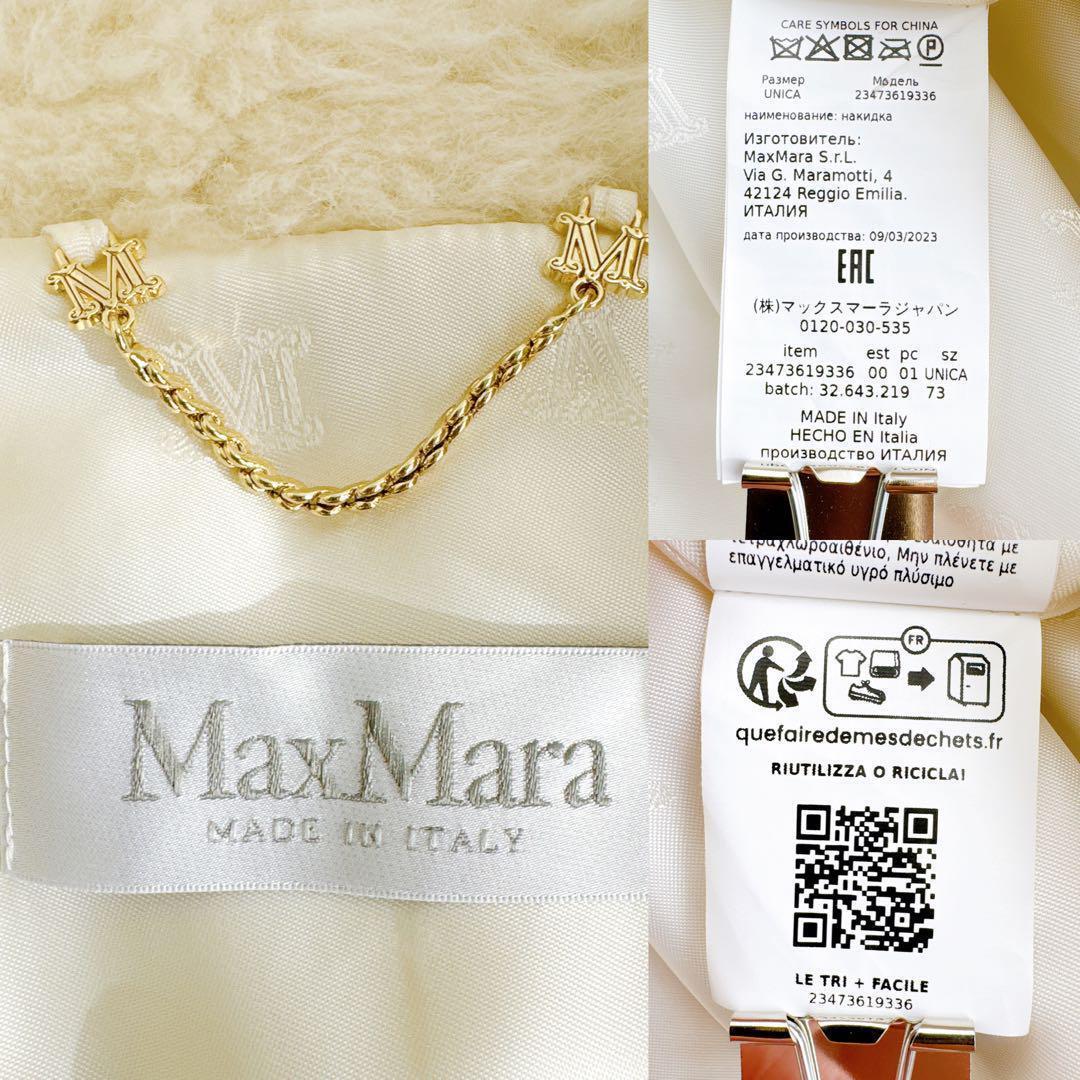 M
M
MaxMara
MADE IN ITALY
CARE SYMBOLS FOR CHINA
P
Размер Модель
UNICA 23473619336
наименование: накидка
Изготовитель:
MaxMara S.r.L.
Via G. Maramotti, 4
42124 Reggio Emilia.
ИТАЛИЯ
дата производства: 09/03/2023
EAC
(株)マックスマーラジャパン
0120-030-535
item est pc sz
23473619336 00 01 UNICA
batch: 32.643.219 73
MADE IN Italy
HECHO EN Italia
производство ИТАЛИЯ
τετραχλωροαιθένιο, Μην πλένετε με
επαγγελματικό υγρό πλύσιμο
FR
quefairedemesdechets.fr
RIUTILIZZA O RICICLA!
LE TRI + FACILE
23473619336